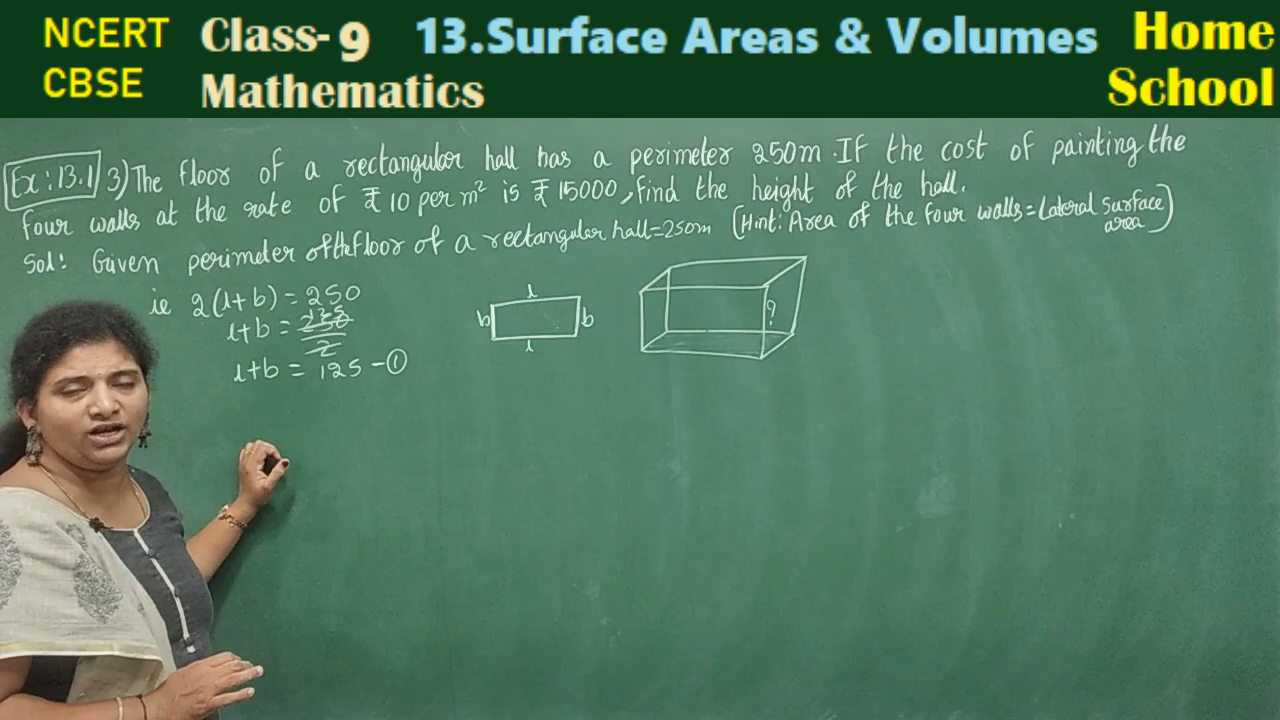 NCERT Class-9 13.Surface Areas & Volumes Home
CBSE Mathematics School
Ex:13.1 3) The floor of a rectangular hall has a perimeter 250m. If the cost of painting the
four walls at the rate of ₹10 per m² is ₹ 15000, find the height of the hall.
(Hint: Area of the four walls = Lateral Surface
area)
Sol: Given perimeter of the floor of a rectangular hall=250m
ie 2(l+b) = 250
125
l+b = 250
2
l+b = 125 -①
l
b b
l
?